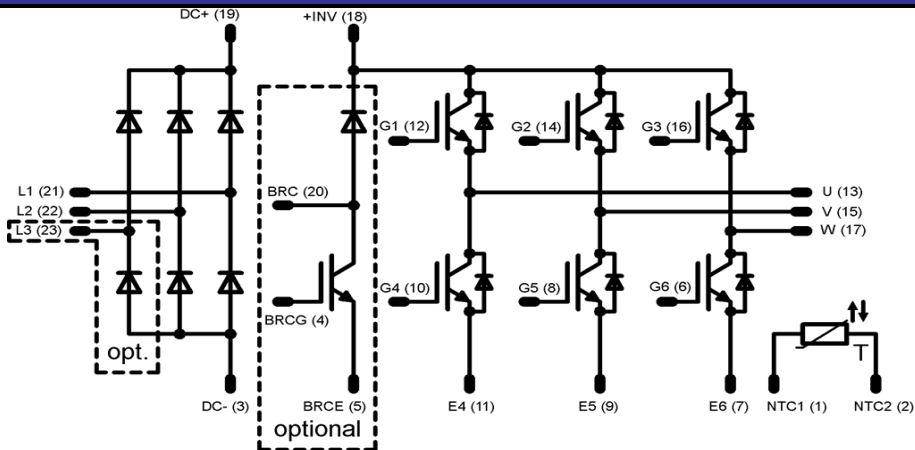 DC+ (19)
+INV (18)
G1 (12)
G2 (14)
G3 (16)
L1 (21)
BRC (20)
U (13)
L2 (22)
V (15)
L3 (23)
W (17)
G4 (10)
G5 (8)
G6 (6)
BRCG (4)
opt.
T
DC- (3)
BRCE (5)
E4 (11)
E5 (9)
E6 (7)
NTC1 (1)
NTC2 (2)
optional